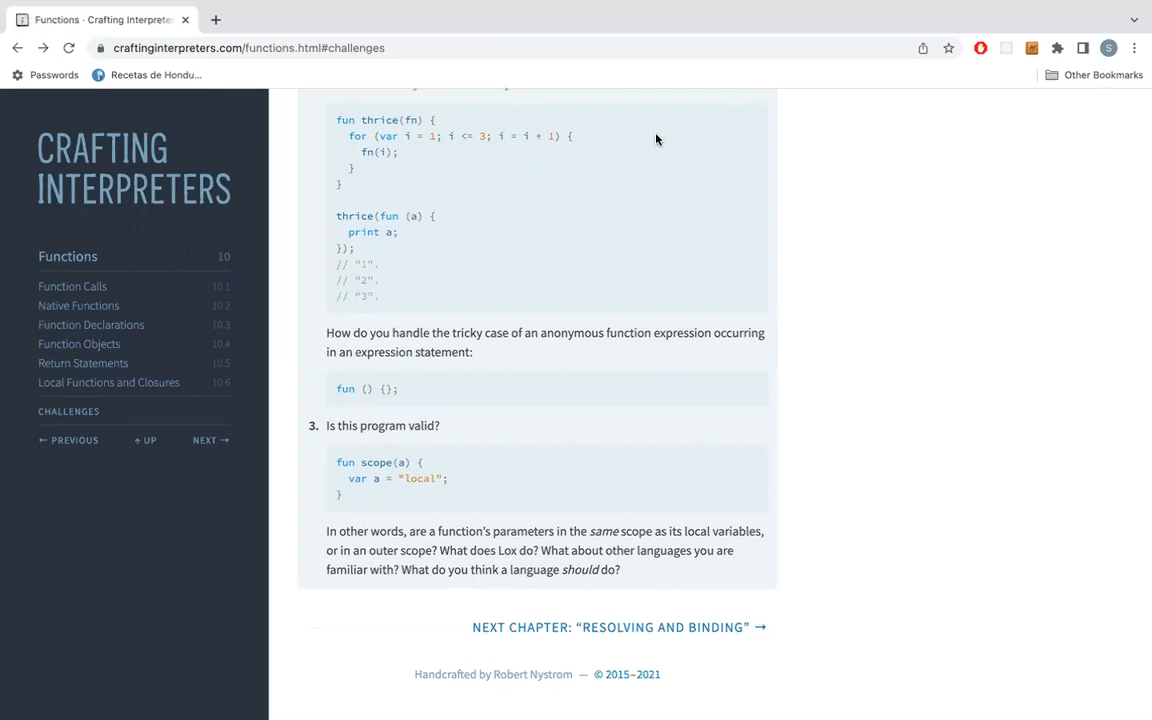 Functions · Crafting Interpreter
craftinginterpreters.com/functions.html#challenges
S
Passwords
Recetas de Hondu...
Other Bookmarks
CRAFTING
INTERPRETERS
Functions 10
Function Calls 10.1
Native Functions 10.2
Function Declarations 10.3
Function Objects 10.4
Return Statements 10.5
Local Functions and Closures 10.6
CHALLENGES
← PREVIOUS ↑ UP NEXT →
fun thrice(fn) {
for (var i = 1; i <= 3; i = i + 1) {
fn(i);
}
}
thrice(fun (a) {
print a;
});
// "1".
// "2".
// "3".
How do you handle the tricky case of an anonymous function expression occurring
in an expression statement:
fun () {};
3. Is this program valid?
fun scope(a) {
var a = "local";
}
In other words, are a function’s parameters in the same scope as its local variables,
or in an outer scope? What does Lox do? What about other languages you are
familiar with? What do you think a language should do?
NEXT CHAPTER: “RESOLVING AND BINDING” →
Handcrafted by Robert Nystrom — © 2015–2021